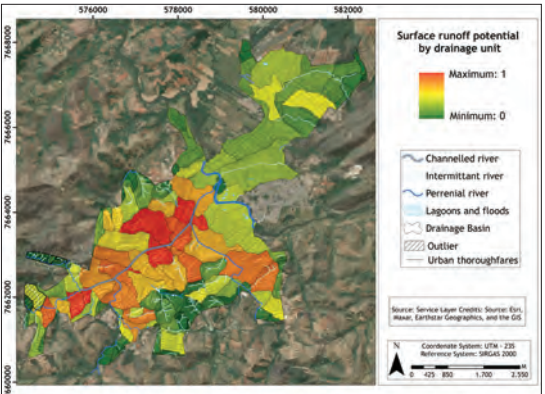 576000 578000 580000 582000
7668000
7666000
7664000
7662000
7660000
Surface runoff potential
by drainage unit
Maximum: 1
Minimum: 0
Channelled river
Intermittant river
Perrenial river
Lagoons and floods
Drainage Basin
Outlier
Urban thoroughfares
Source: Service Layer Credits: Source: Esri,
Maxar, Earthstar Geographics, and the GIS
N
Coordenate System: UTM - 23S
Reference System: SIRGAS 2000
M
0 425 850 1.700 2.550